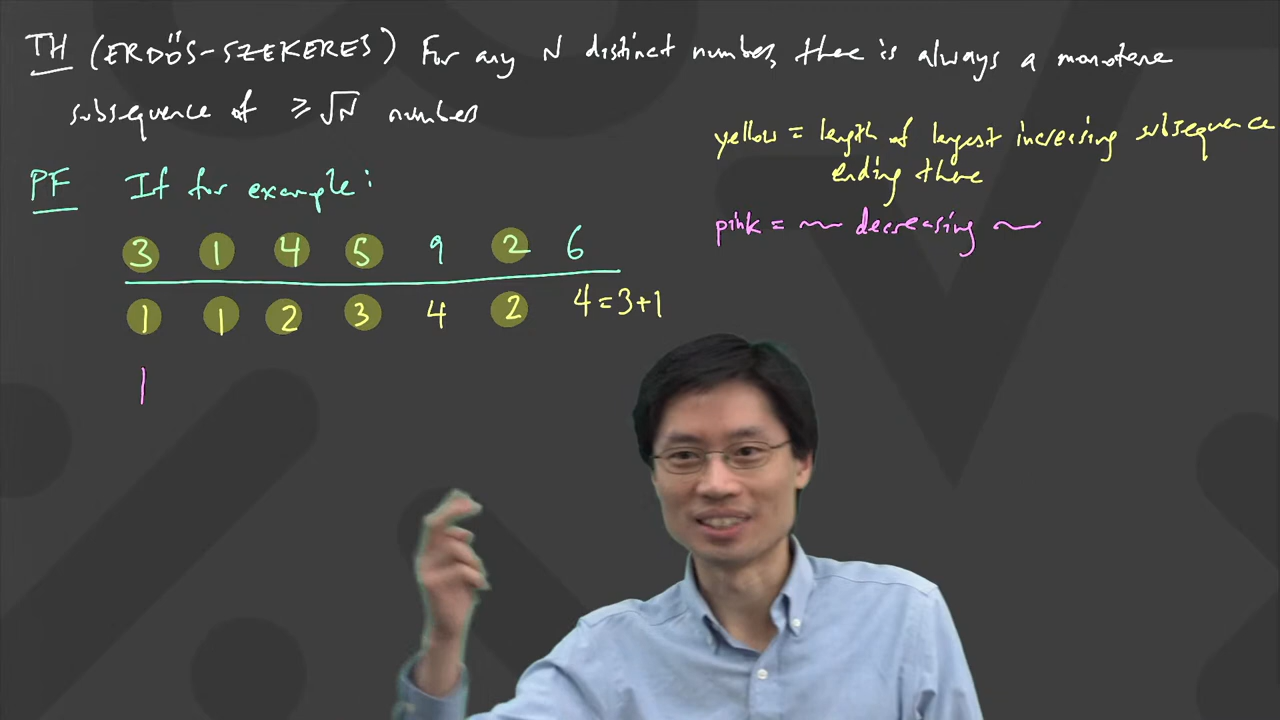 TH (ERDŐS-SZEKERES) For any N distinct numbers, there is always a monotone
subsequence of ≥ √N numbers
yellow = length of largest increasing subsequence
ending there
pink = ~ decreasing ~
PF If for example:
3 1 4 5 9 2 6
1 1 2 3 4 2 4=3+1
1